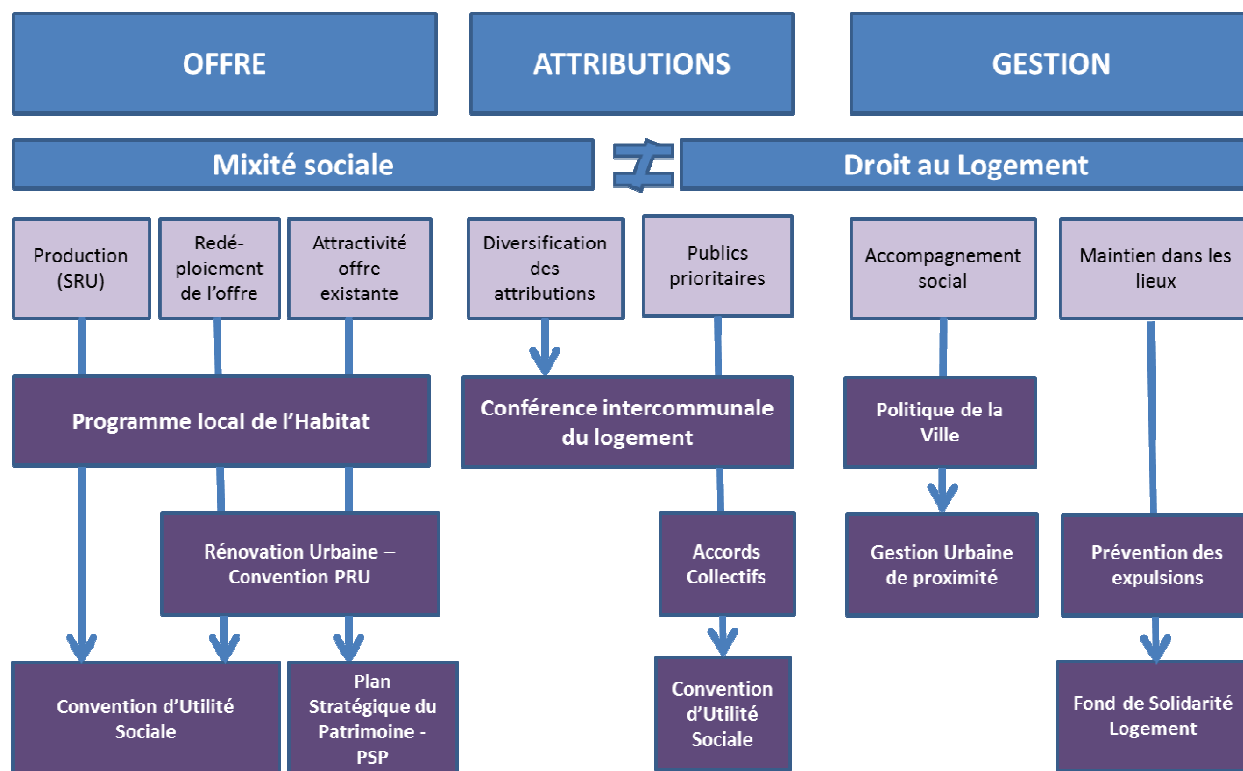 OFFRE
ATTRIBUTIONS
GESTION
Mixité sociale
≠
Droit au Logement
Production
(SRU)
Redé-
ploiement
de l'offre
Attractivité
offre
existante
Diversification
des
attributions
Publics
prioritaires
Accompagnement
social
Maintien dans les
lieux
Programme local de l'Habitat
Conférence intercommunale
du logement
Politique de la
Ville
Rénovation Urbaine –
Convention PRU
Accords
Collectifs
Gestion Urbaine
de proximité
Prévention des
expulsions
Convention d'Utilité
Sociale
Plan
Stratégique du
Patrimoine -
PSP
Convention
d'Utilité
Sociale
Fond de Solidarité
Logement